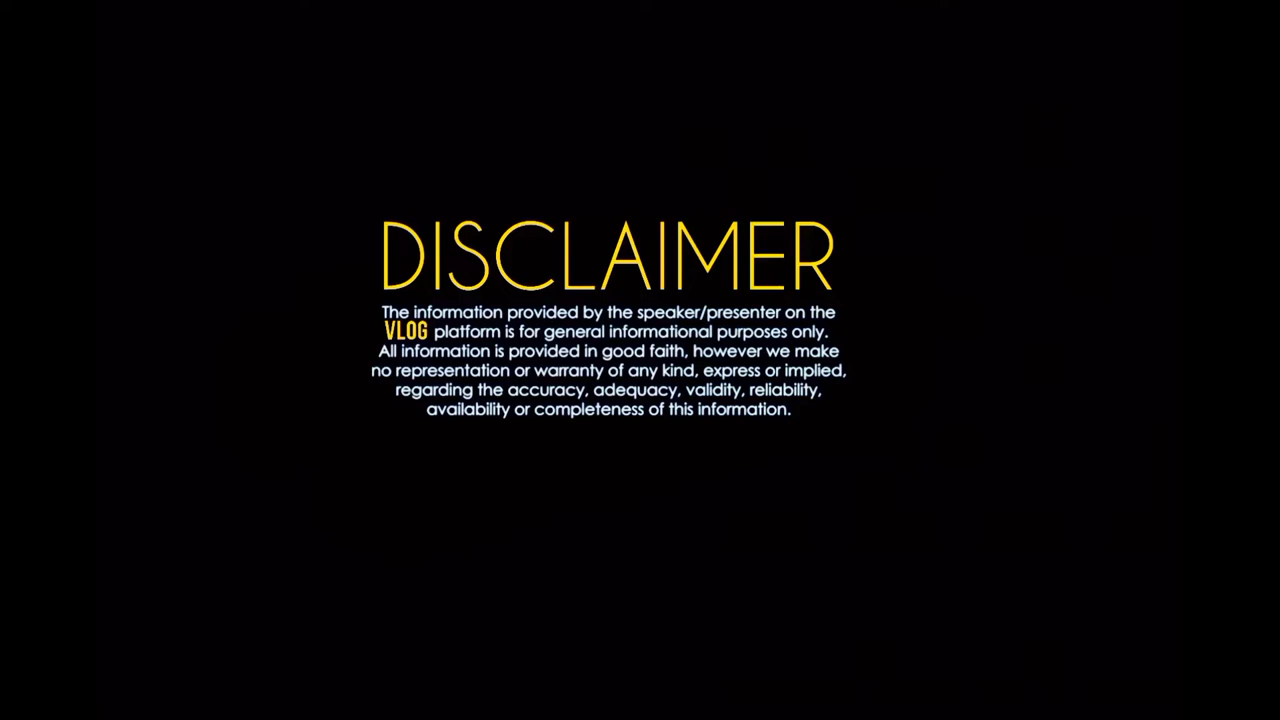 DISCLAIMER
The information provided by the speaker/presenter on the
VLOG platform is for general informational purposes only.
All information is provided in good faith, however we make
no representation or warranty of any kind, express or implied,
regarding the accuracy, adequacy, validity, reliability,
availability or completeness of this information.